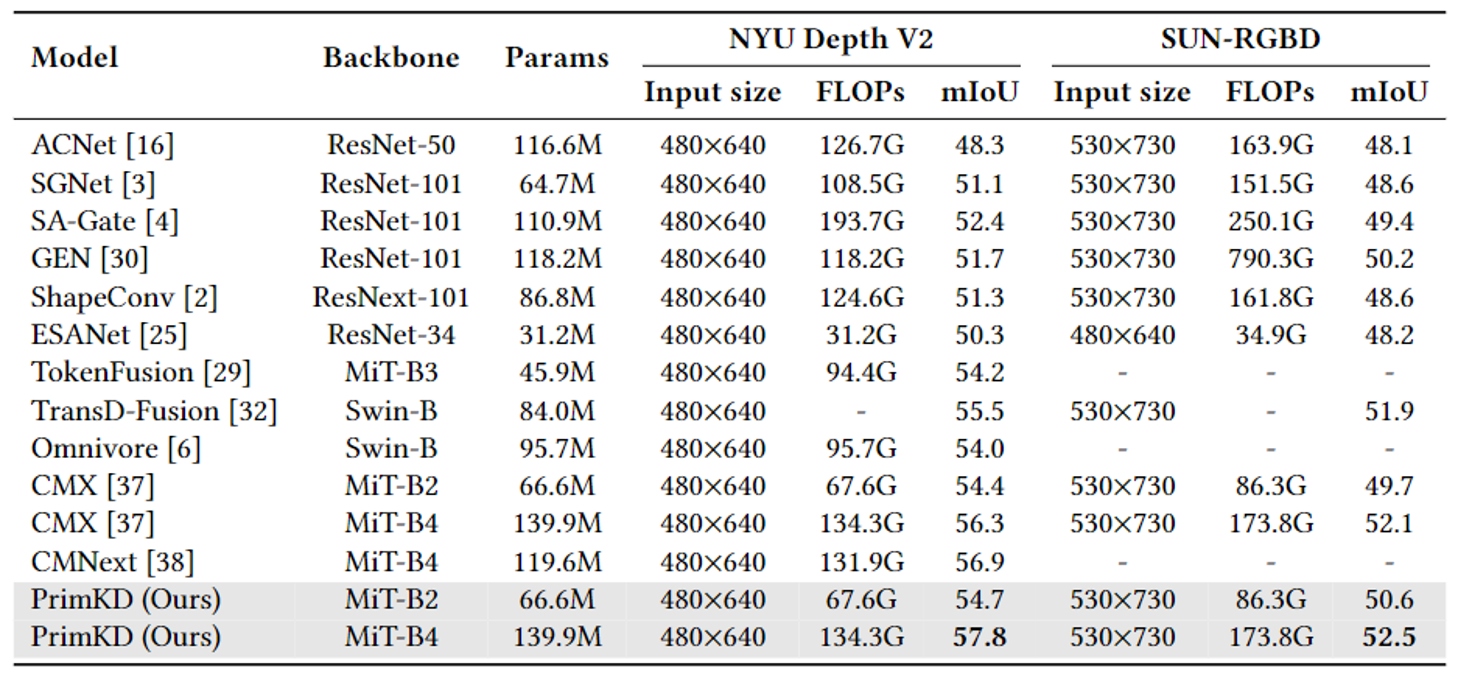 Model Backbone Params NYU Depth V2 SUN-RGBD
Input size FLOPs mIoU Input size FLOPs mIoU
ACNet [16] ResNet-50 116.6M 480×640 126.7G 48.3 530×730 163.9G 48.1
SGNet [3] ResNet-101 64.7M 480×640 108.5G 51.1 530×730 151.5G 48.6
SA-Gate [4] ResNet-101 110.9M 480×640 193.7G 52.4 530×730 250.1G 49.4
GEN [30] ResNet-101 118.2M 480×640 118.2G 51.7 530×730 790.3G 50.2
ShapeConv [2] ResNext-101 86.8M 480×640 124.6G 51.3 530×730 161.8G 48.6
ESANet [25] ResNet-34 31.2M 480×640 31.2G 50.3 480×640 34.9G 48.2
TokenFusion [29] MiT-B3 45.9M 480×640 94.4G 54.2 - - -
TransD-Fusion [32] Swin-B 84.0M 480×640 - 55.5 530×730 - 51.9
Omnivore [6] Swin-B 95.7M 480×640 95.7G 54.0 - - -
CMX [37] MiT-B2 66.6M 480×640 67.6G 54.4 530×730 86.3G 49.7
CMX [37] MiT-B4 139.9M 480×640 134.3G 56.3 530×730 173.8G 52.1
CMNext [38] MiT-B4 119.6M 480×640 131.9G 56.9 - - -
PrimKD (Ours) MiT-B2 66.6M 480×640 67.6G 54.7 530×730 86.3G 50.6
PrimKD (Ours) MiT-B4 139.9M 480×640 134.3G 57.8 530×730 173.8G 52.5